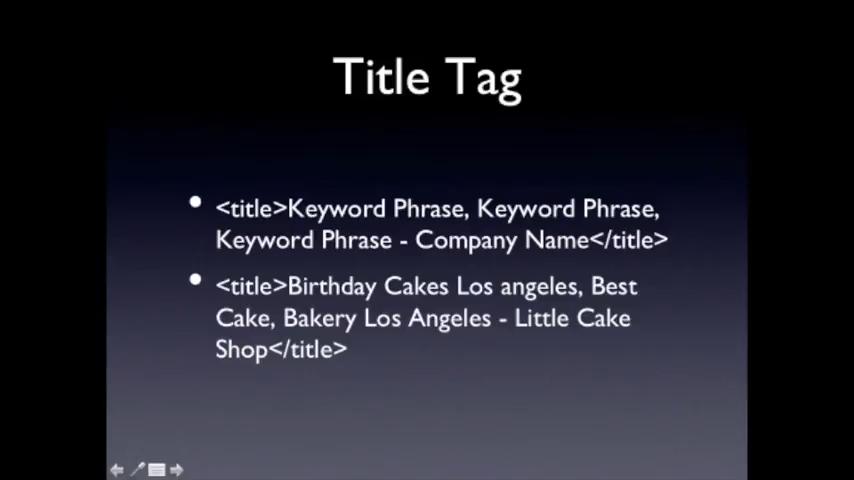 Title Tag
• <title>Keyword Phrase, Keyword Phrase,
Keyword Phrase - Company Name</title>
• <title>Birthday Cakes Los angeles, Best
Cake, Bakery Los Angeles - Little Cake
Shop</title>